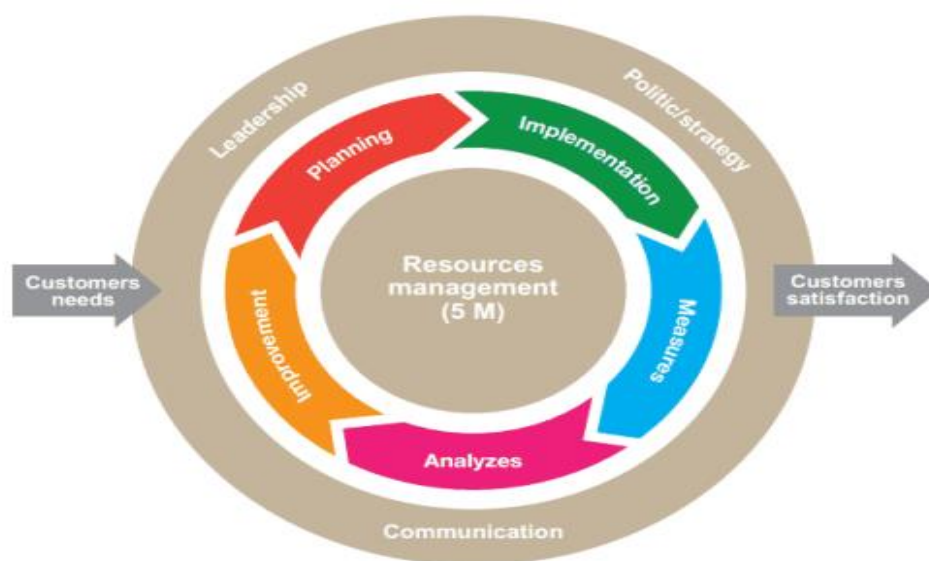 Leadership
Politic/strategy
Planning
Implementation
Customers
needs
Resources
management
(5 M)
Customers
satisfaction
Improvement
Measures
Analyzes
Communication